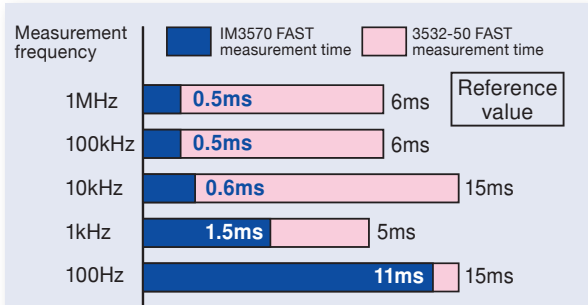 Measurement
frequency
IM3570 FAST
measurement time
3532-50 FAST
measurement time
Reference
value
1MHz 0.5ms 6ms
100kHz 0.5ms 6ms
10kHz 0.6ms 15ms
1kHz 1.5ms 5ms
100Hz 11ms 15ms